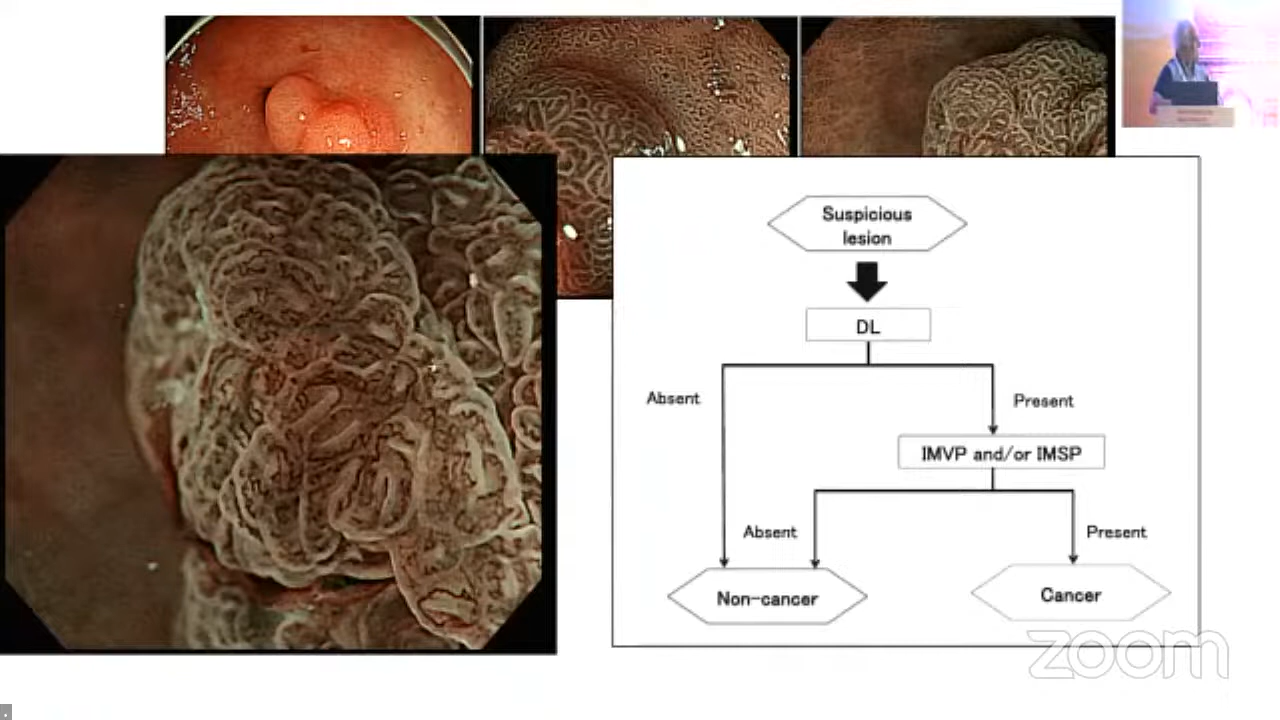 Suspicious
lesion
DL
Absent
Present
IMVP and/or IMSP
Absent
Present
Non-cancer
Cancer
zoom